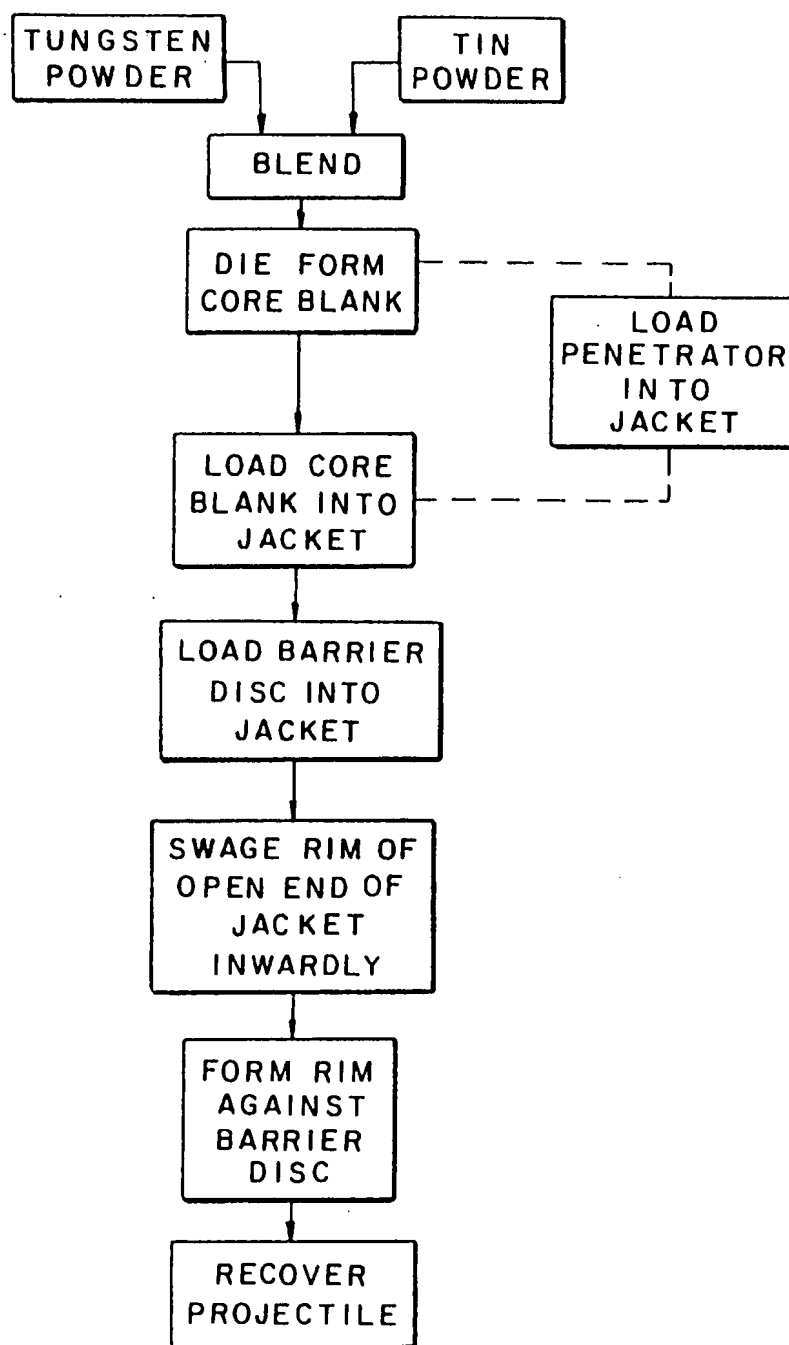 TUNGSTEN
POWDER
TIN
POWDER
BLEND
DIE FORM
CORE BLANK
LOAD
PENETRATOR
INTO
JACKET
LOAD CORE
BLANK INTO
JACKET
LOAD BARRIER
DISC INTO
JACKET
SWAGE RIM OF
OPEN END OF
JACKET
INWARDLY
FORM RIM
AGAINST
BARRIER
DISC
RECOVER
PROJECTILE